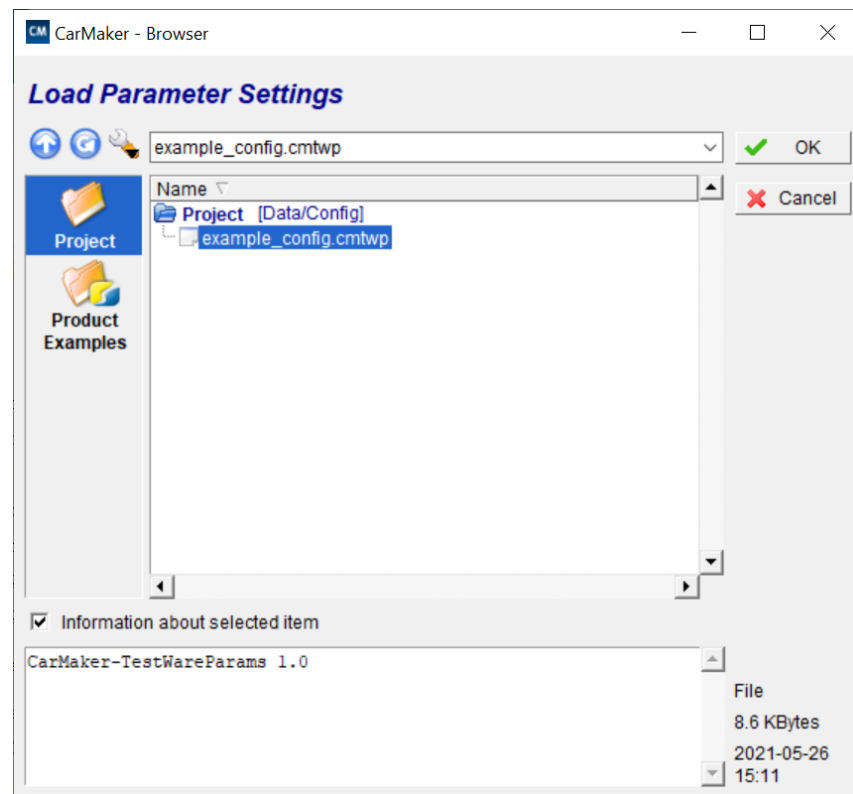 CM CarMaker - Browser
Load Parameter Settings
example_config.cmtwp
OK
Cancel
Project
Product
Examples
Name
Project [Data/Config]
example_config.cmtwp
Information about selected item
CarMaker-TestWareParams 1.0
File
8.6 KBytes
2021-05-26
15:11